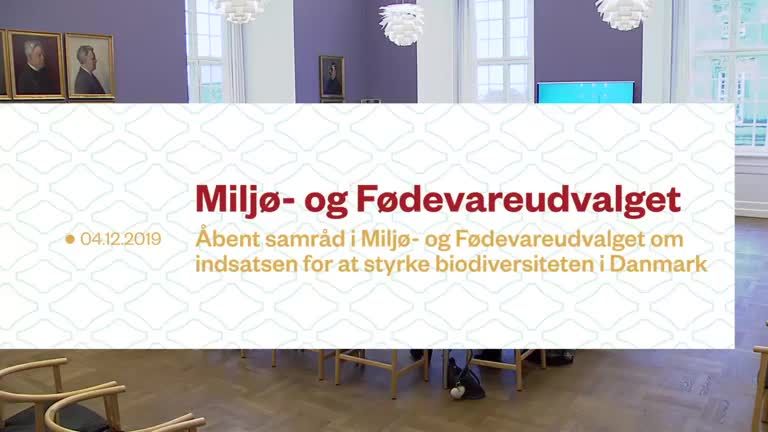 Miljø- og Fødevareudvalget
04.12.2019
Åbent samråd i Miljø- og Fødevareudvalget om
indsatsen for at styrke biodiversiteten i Danmark